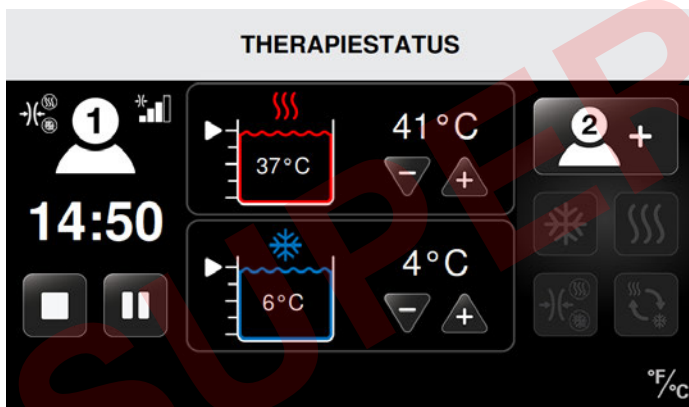 THERAPIESTATUS
1
14:50
37°C
41°C
6°C
4°C
2 +
°F/°C
SUPER